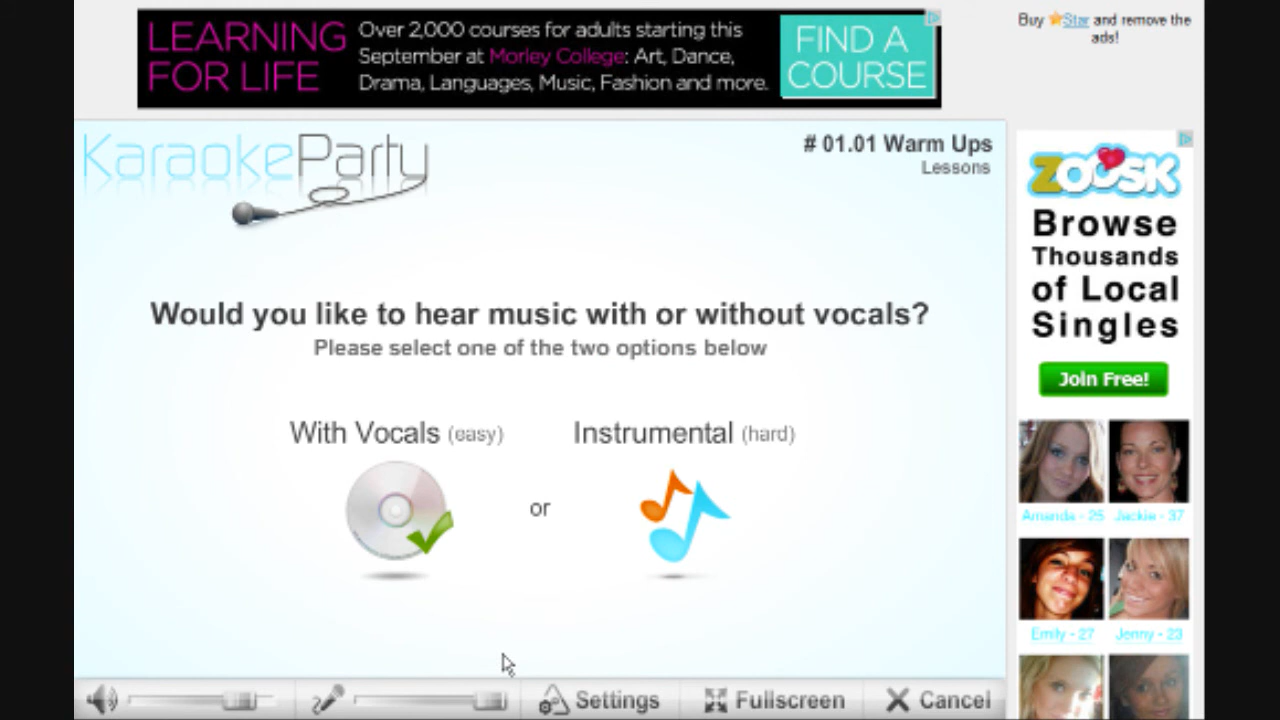 LEARNING
FOR LIFE
Over 2,000 courses for adults starting this
September at Morley College: Art, Dance,
Drama, Languages, Music, Fashion and more.
FIND A
COURSE
Buy Star and remove the
ads!
KaraokeParty
# 01.01 Warm Ups
Lessons
Would you like to hear music with or without vocals?
Please select one of the two options below
With Vocals (easy)
Instrumental (hard)
or
Settings
Fullscreen
Cancel
ZOOSK
Browse
Thousands
of Local
Singles
Join Free!
Amanda - 25
Jackie - 37
Emily - 27
Jenny - 23